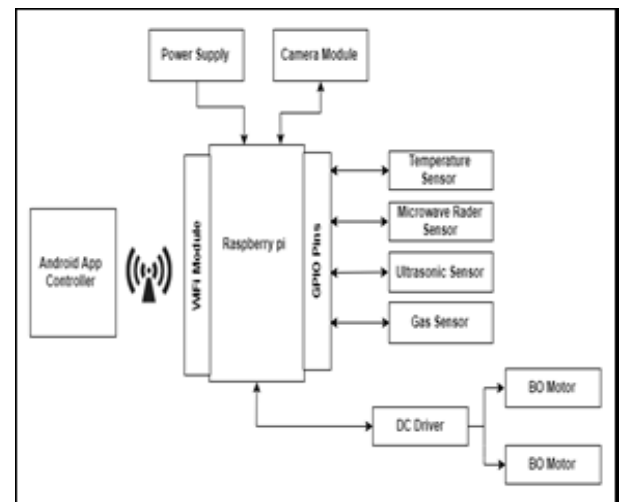 Power Supply
Camera Module
Temperature
Sensor
Microwave Rader
Sensor
Ultrasonic Sensor
Gas Sensor
Android App
Controller
WiFi Module
Raspberry pi
GPIO Pins
DC Driver
BO Motor
BO Motor